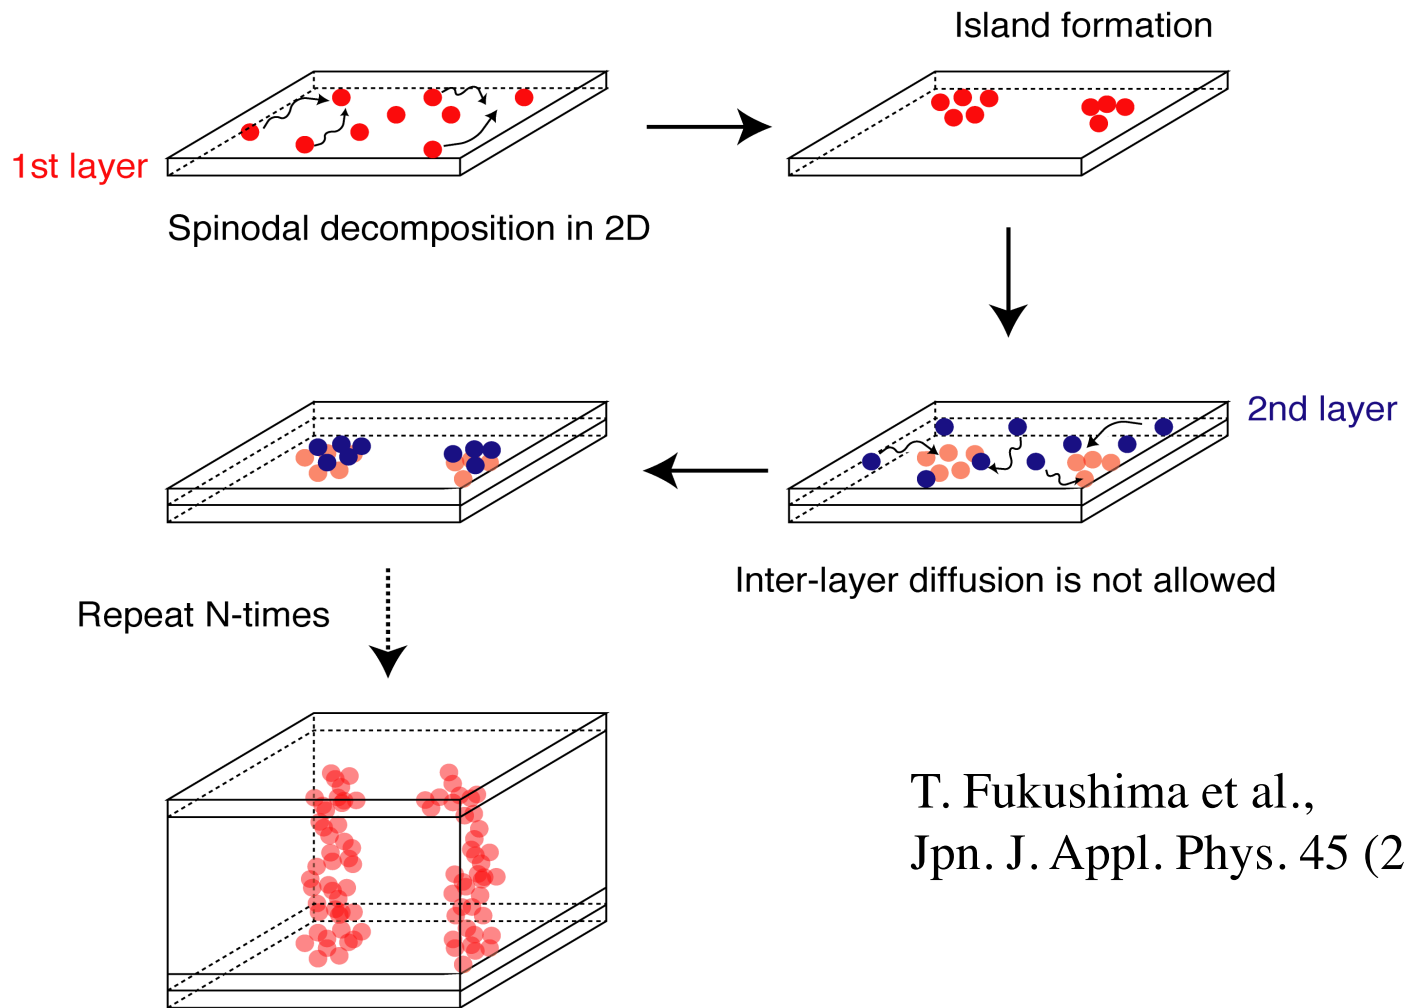 Island formation
1st layer
Spinodal decomposition in 2D
2nd layer
Inter-layer diffusion is not allowed
Repeat N-times
T. Fukushima et al.,
Jpn. J. Appl. Phys. 45 (2